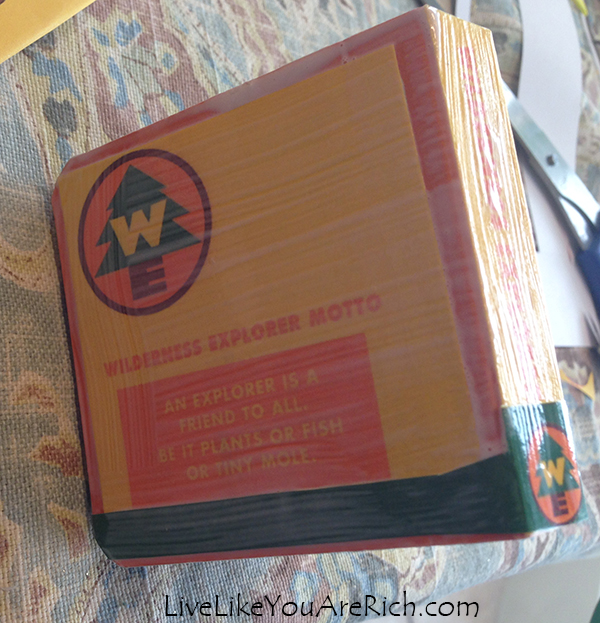 W
E
WILDERNESS EXPLORER MOTTO
AN EXPLORER IS A
FRIEND TO ALL,
BE IT PLANTS OR FISH
OR TINY MOLE.
W
E
LiveLikeYouAreRich.com